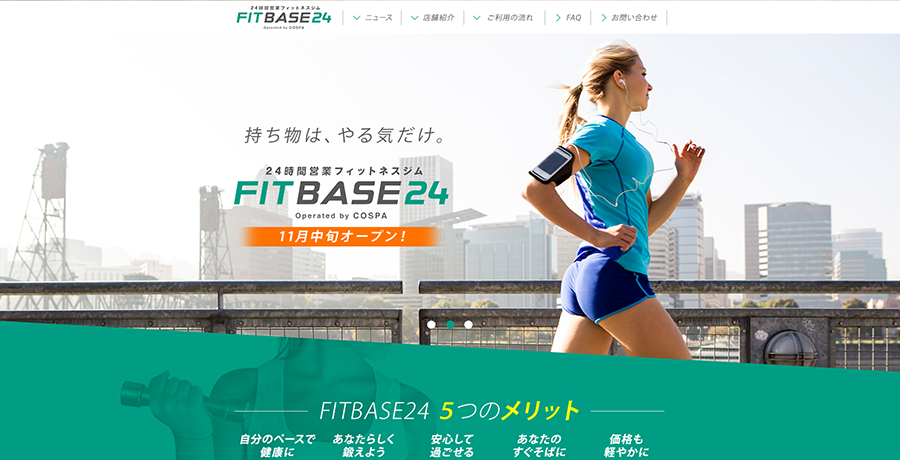 24時間営業フィットネスジム
FITBASE24
Operated by COSPA
ニュース
店舗紹介
ご利用の流れ
FAQ
お問い合わせ
持ち物は、やる気だけ。
24時間営業フィットネスジム
FITBASE24
Operated by COSPA
11月中旬オープン!
FITBASE24 5つのメリット
自分のペースで
健康に
あなたらしく
鍛えよう
安心して
過ごせる
あなたの
すぐそばに
価格も
軽やかに